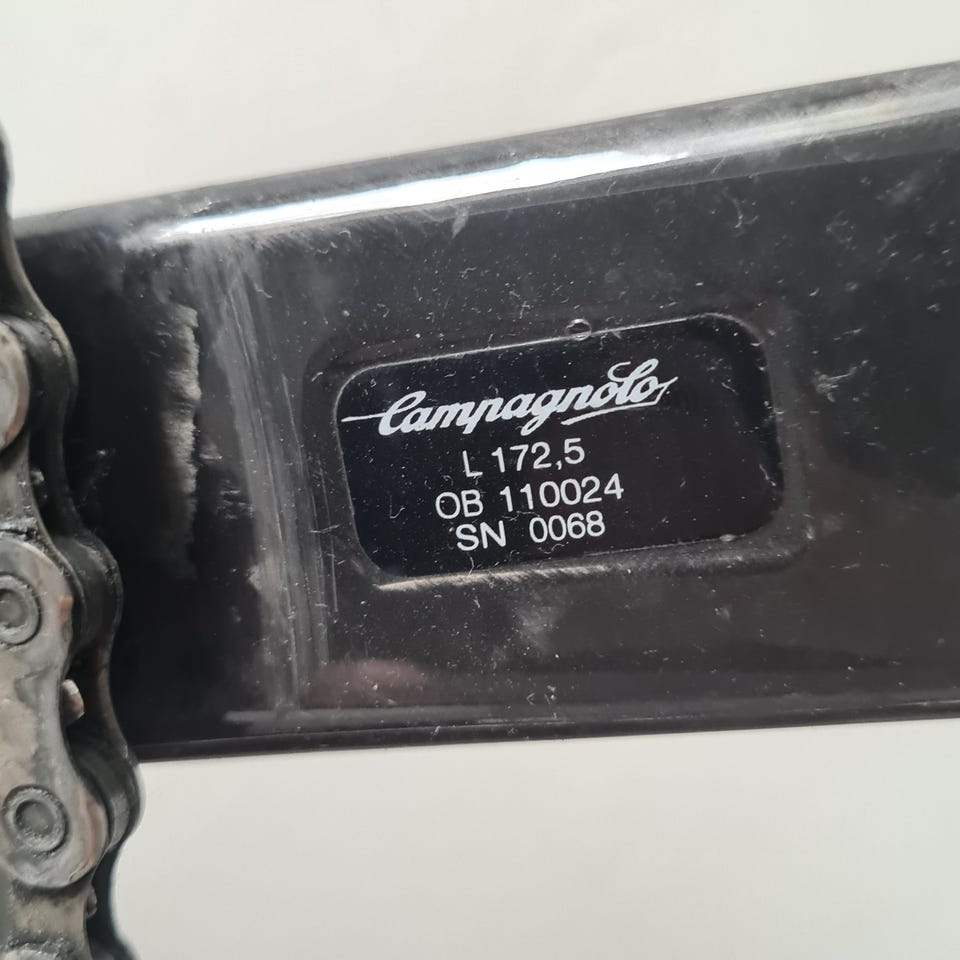 Campagnolo
L 172,5
OB 110024
SN 0068